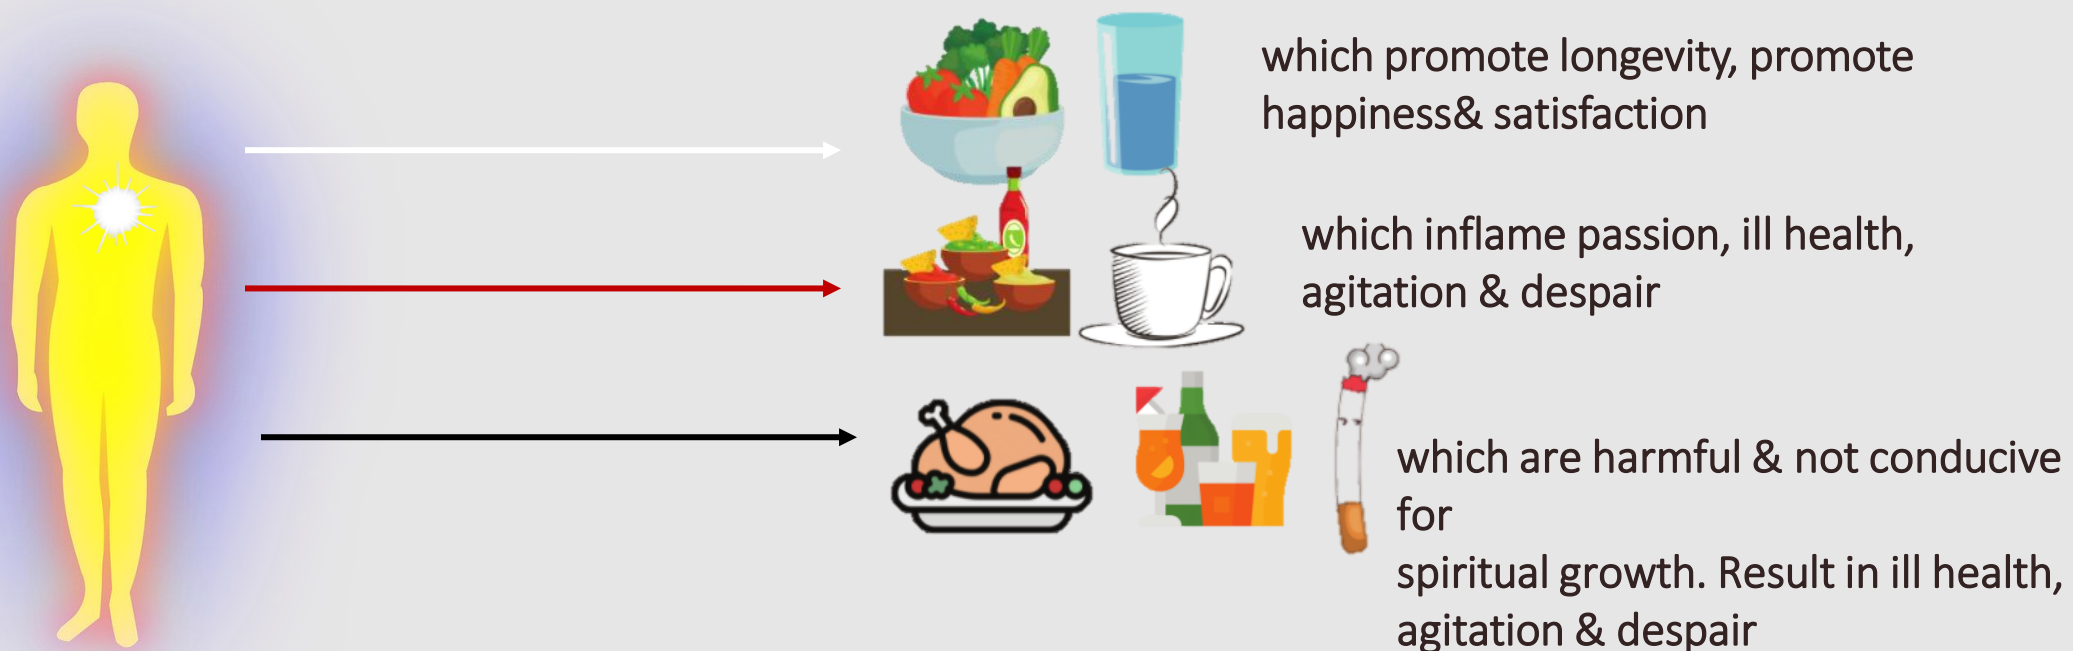 which promote longevity, promote
happiness& satisfaction
which inflame passion, ill health,
agitation & despair
which are harmful & not conducive
for
spiritual growth. Result in ill health,
agitation & despair